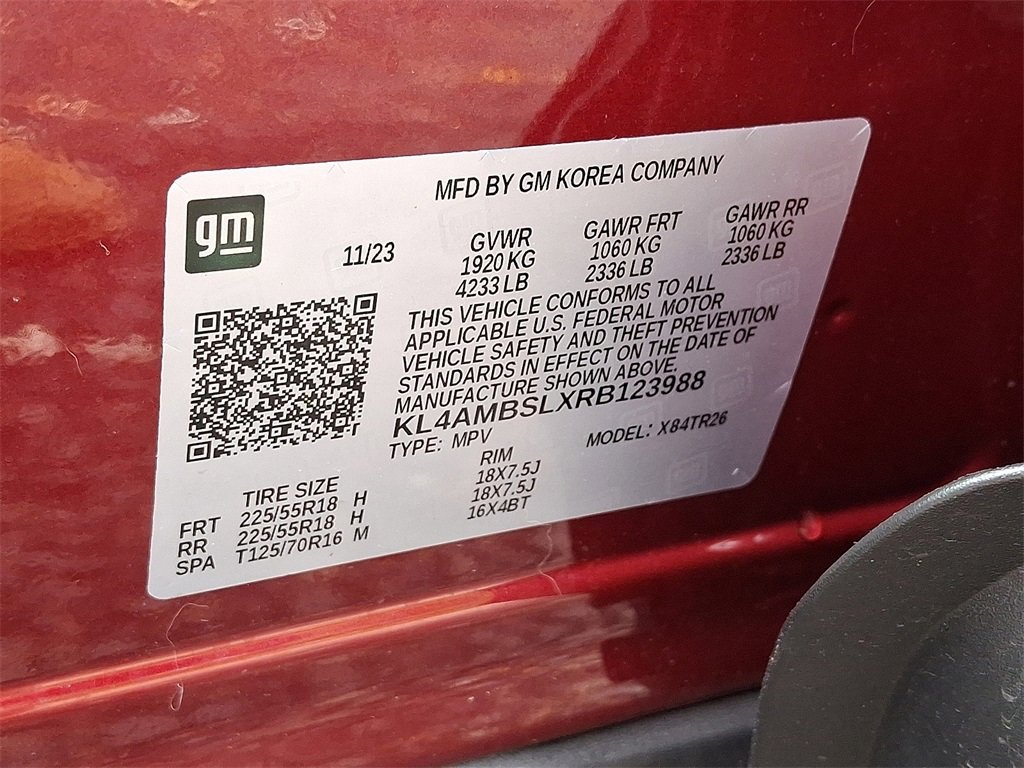 MFD BY GM KOREA COMPANY
gm
11/23
GVWR
1920 KG
4233 LB
GAWR FRT
1060 KG
2336 LB
GAWR RR
1060 KG
2336 LB
THIS VEHICLE CONFORMS TO ALL
APPLICABLE U.S. FEDERAL MOTOR
VEHICLE SAFETY AND THEFT PREVENTION
STANDARDS IN EFFECT ON THE DATE OF
MANUFACTURE SHOWN ABOVE.
KL4AMBSLXRB123988
TYPE: MPV MODEL: X84TR26
TIRE SIZE RIM
FRT 225/55R18 H 18X7.5J
RR 225/55R18 H 18X7.5J
SPA T125/70R16 M 16X4BT